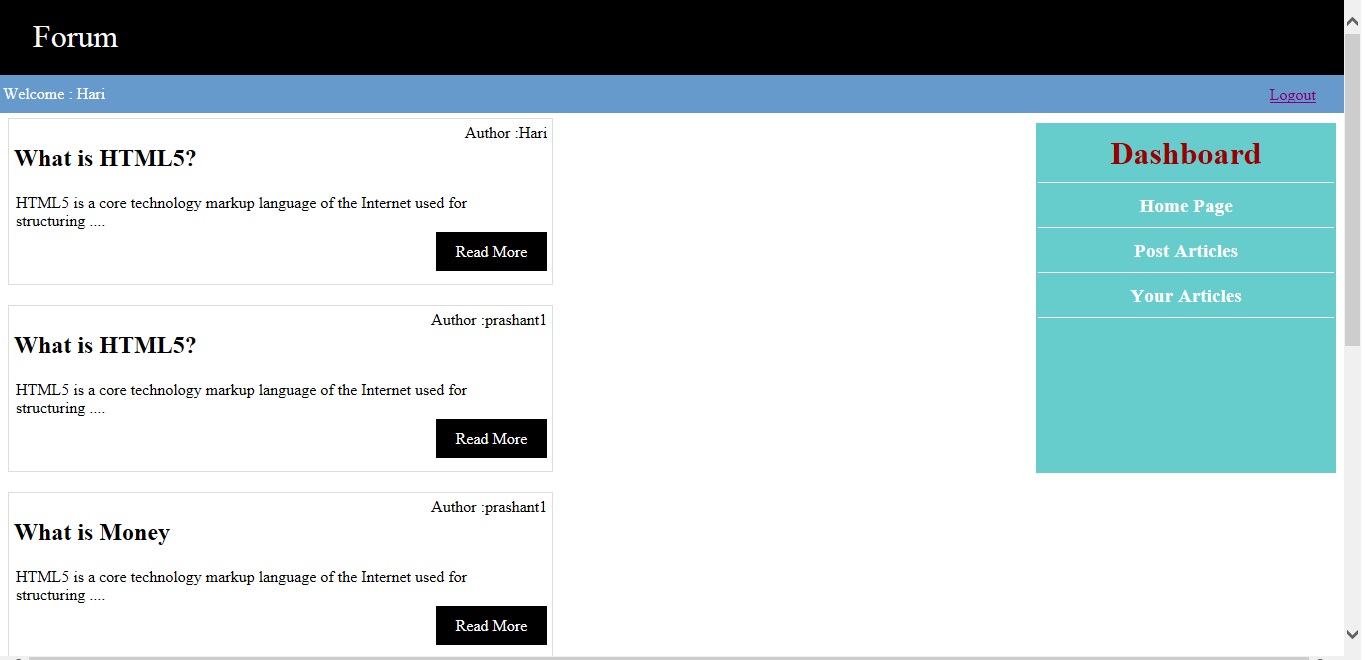 Forum
Welcome : Hari
Logout
Author :Hari
What is HTML5?
HTML5 is a core technology markup language of the Internet used for
structuring ....
Read More
Author :prashant1
What is HTML5?
HTML5 is a core technology markup language of the Internet used for
structuring ....
Read More
Author :prashant1
What is Money
HTML5 is a core technology markup language of the Internet used for
structuring ....
Read More
Dashboard
Home Page
Post Articles
Your Articles